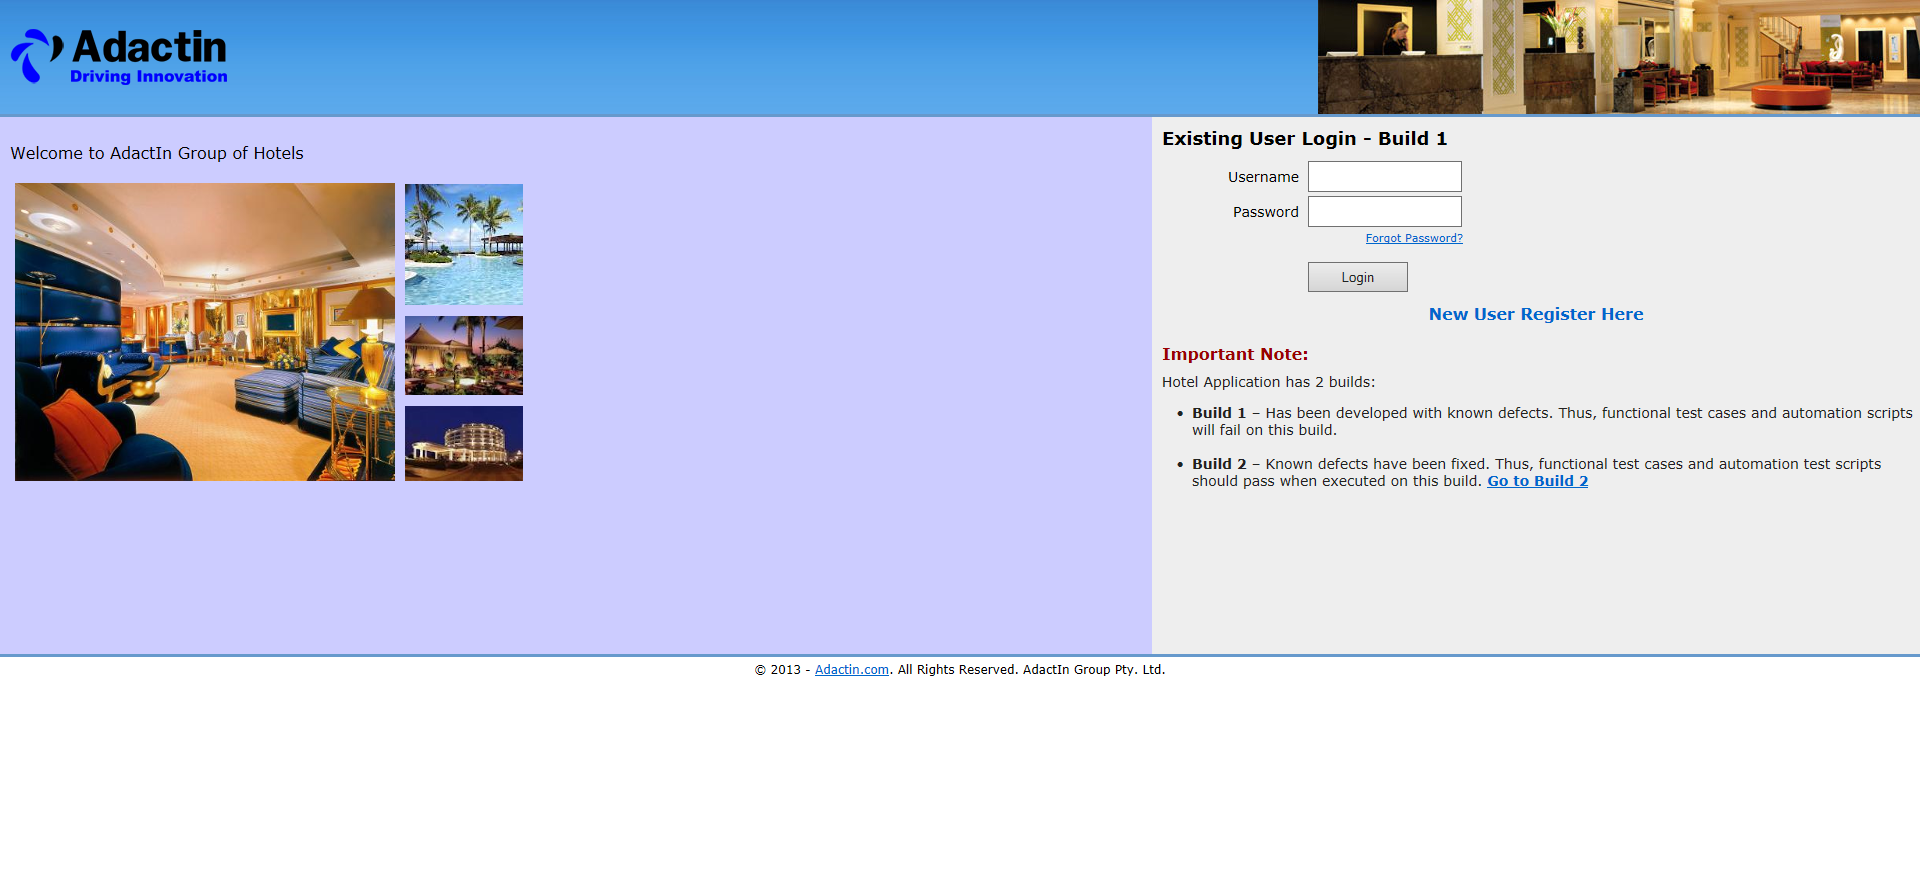 Adactin
Driving Innovation
Welcome to AdactIn Group of Hotels
Existing User Login - Build 1
Username
Password
Forgot Password?
Login
New User Register Here
Important Note:
Hotel Application has 2 builds:
• Build 1 – Has been developed with known defects. Thus, functional test cases and automation scripts
will fail on this build.
• Build 2 – Known defects have been fixed. Thus, functional test cases and automation test scripts
should pass when executed on this build. Go to Build 2
© 2013 - Adactin.com. All Rights Reserved. AdactIn Group Pty. Ltd.